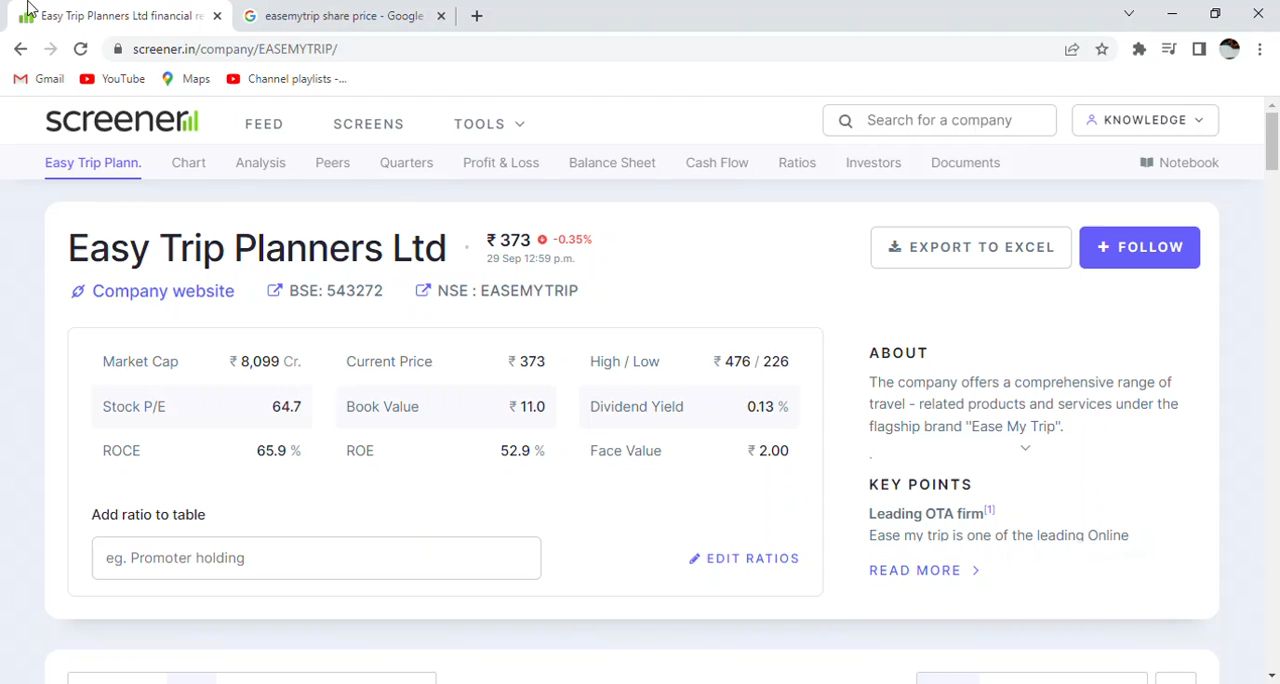 Easy Trip Planners Ltd financial re
easemytrip share price - Google
screener.in/company/EASEMYTRIP/
Gmail YouTube Maps Channel playlists -...
screener FEED SCREENS TOOLS Search for a company KNOWLEDGE
Easy Trip Plann. Chart Analysis Peers Quarters Profit & Loss Balance Sheet Cash Flow Ratios Investors Documents Notebook
Easy Trip Planners Ltd
₹ 373 -0.35%
29 Sep 12:59 p.m.
EXPORT TO EXCEL + FOLLOW
Company website BSE: 543272 NSE : EASEMYTRIP
Market Cap ₹ 8,099 Cr. Current Price ₹ 373 High / Low ₹ 476 / 226
Stock P/E 64.7 Book Value ₹ 11.0 Dividend Yield 0.13 %
ROCE 65.9 % ROE 52.9 % Face Value ₹ 2.00
Add ratio to table
eg. Promoter holding EDIT RATIOS
ABOUT
The company offers a comprehensive range of
travel - related products and services under the
flagship brand "Ease My Trip".
.
KEY POINTS
Leading OTA firm[1]
Ease my trip is one of the leading Online
READ MORE